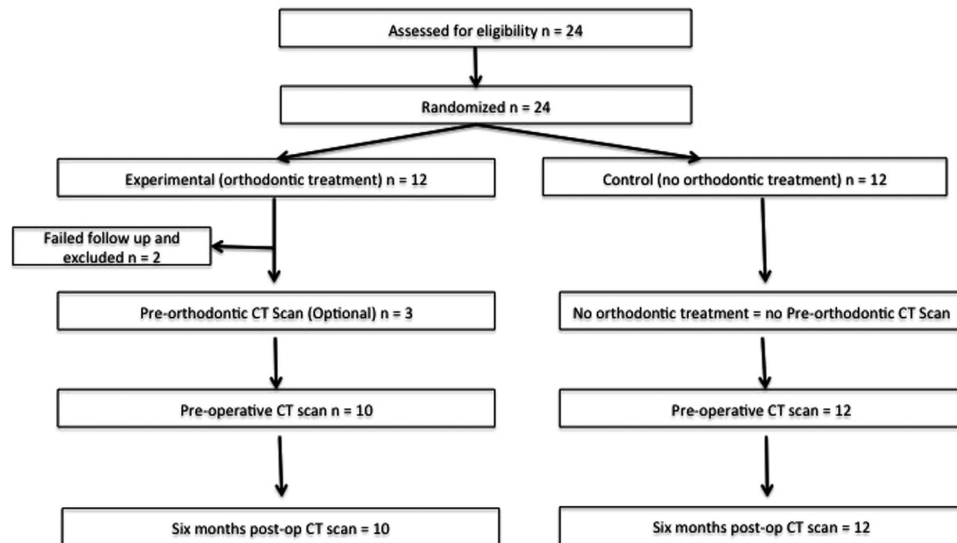 Assessed for eligibility n = 24
Randomized n = 24
Experimental (orthodontic treatment) n = 12
Control (no orthodontic treatment) n = 12
Failed follow up and
excluded n = 2
Pre-orthodontic CT Scan (Optional) n = 3
No orthodontic treatment = no Pre-orthodontic CT Scan
Pre-operative CT scan n = 10
Pre-operative CT scan = 12
Six months post-op CT scan = 10
Six months post-op CT scan = 12